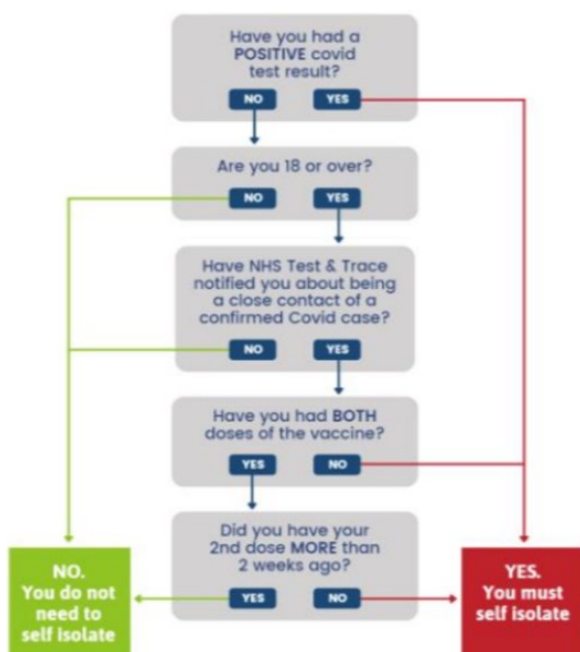 Have you had a
POSITIVE covid
test result?
NO YES
Are you 18 or over?
NO YES
Have NHS Test & Trace
notified you about being
a close contact of a
confirmed Covid case?
NO YES
Have you had BOTH
doses of the vaccine?
YES NO
Did you have your
2nd dose MORE than
2 weeks ago?
YES NO
NO.
You do not
need to
self isolate
YES.
You must
self isolate